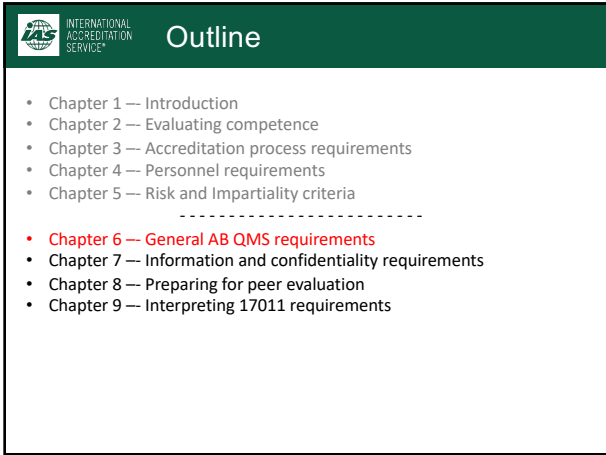 IAS
INTERNATIONAL
ACCREDITATION
SERVICE®
Outline
• Chapter 1 –- Introduction
• Chapter 2 –- Evaluating competence
• Chapter 3 –- Accreditation process requirements
• Chapter 4 –- Personnel requirements
• Chapter 5 –- Risk and Impartiality criteria
- - - - - - - - - - - - - - - - - - - - - - - - -
• Chapter 6 –- General AB QMS requirements
• Chapter 7 –- Information and confidentiality requirements
• Chapter 8 –- Preparing for peer evaluation
• Chapter 9 –- Interpreting 17011 requirements